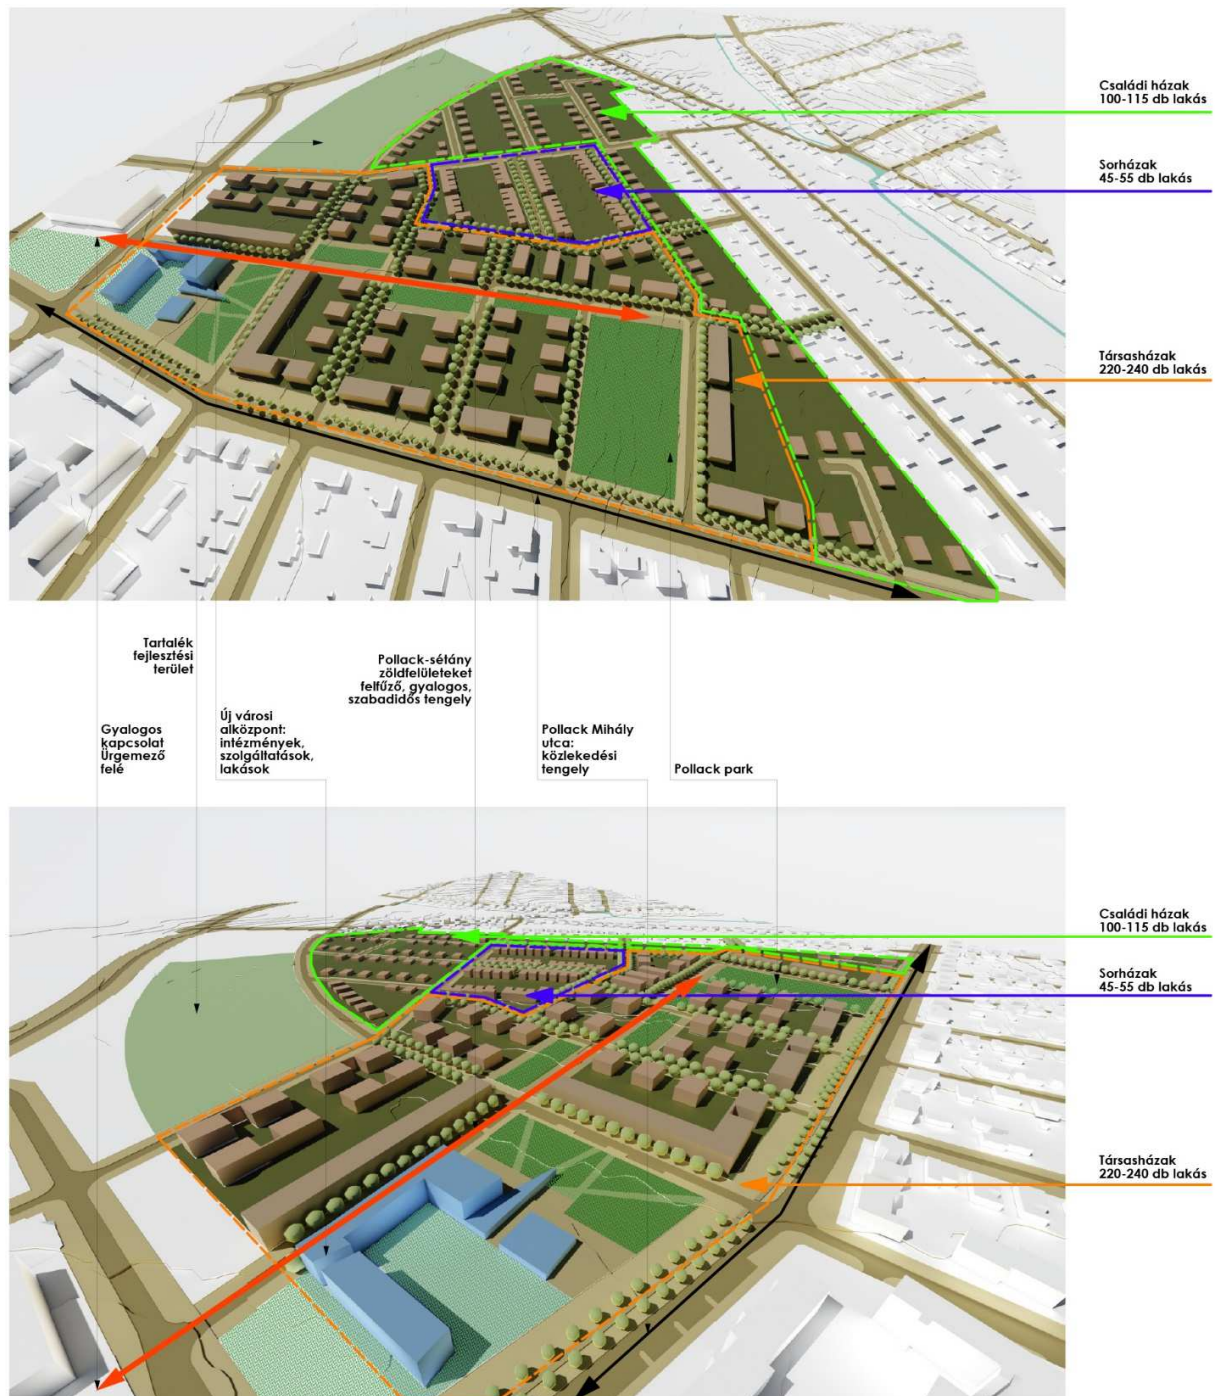 Családi házak
100-115 db lakás
Sorházak
45-55 db lakás
Társasházak
220-240 db lakás
Tartalék
fejlesztési
terület
Gyalogos
kapcsolat
Ürgemező
felé
Új városi
alközpont:
intézmények,
szolgáltatások,
lakások
Pollack-sétány
zöldfelületeket
felfűző, gyalogos,
szabadidős tengely
Pollack Mihály
utca:
közlekedési
tengely
Pollack park
Családi házak
100-115 db lakás
Sorházak
45-55 db lakás
Társasházak
220-240 db lakás